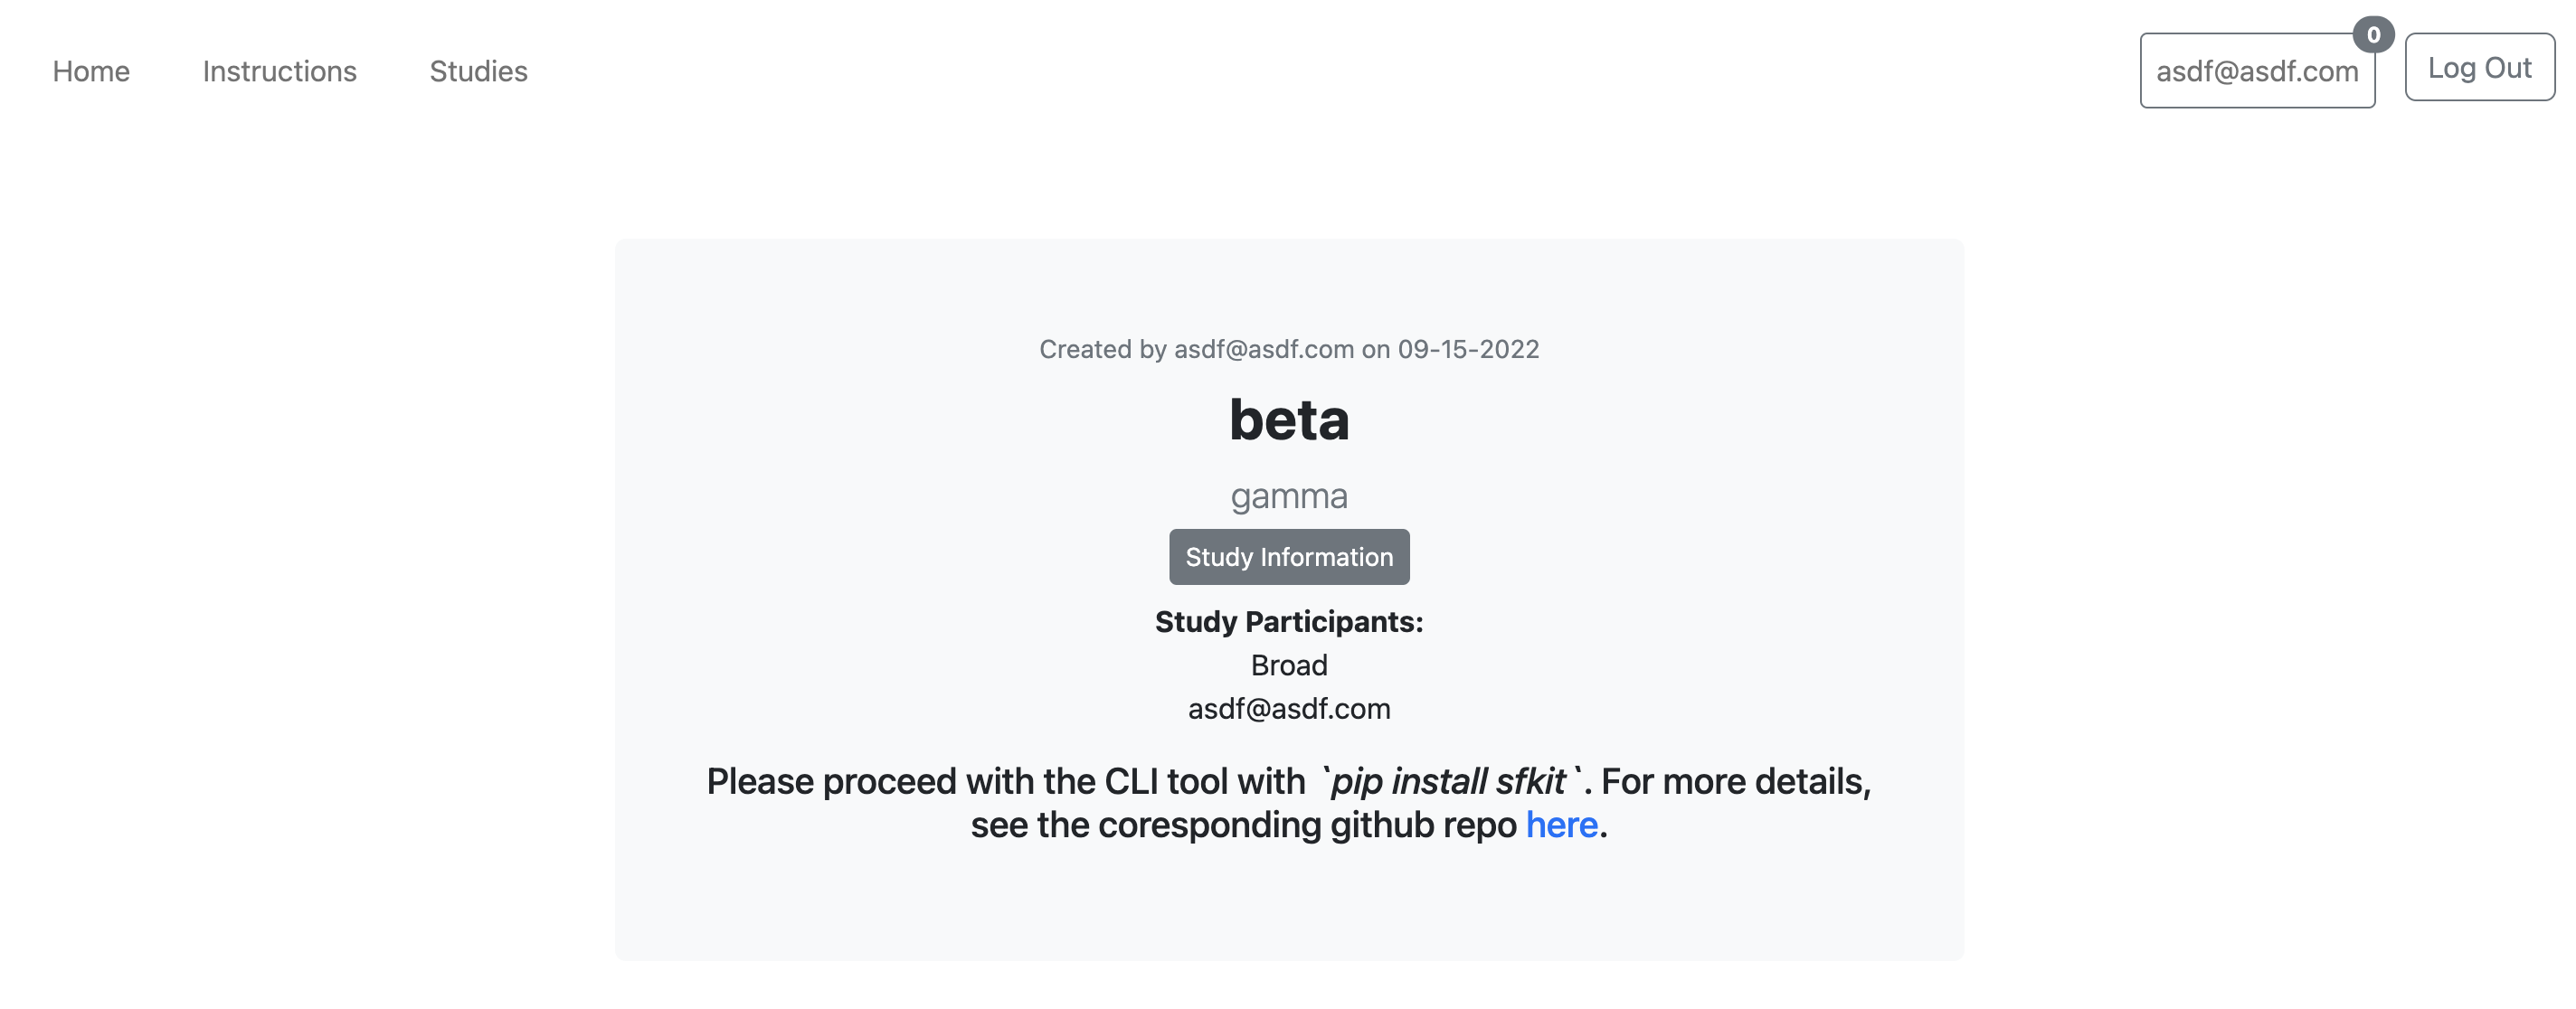 Home Instructions Studies asdf@asdf.com 0 Log Out
Created by asdf@asdf.com on 09-15-2022
beta
gamma
Study Information
Study Participants:
Broad
asdf@asdf.com
Please proceed with the CLI tool with `pip install sfkit`. For more details,
see the coresponding github repo here.